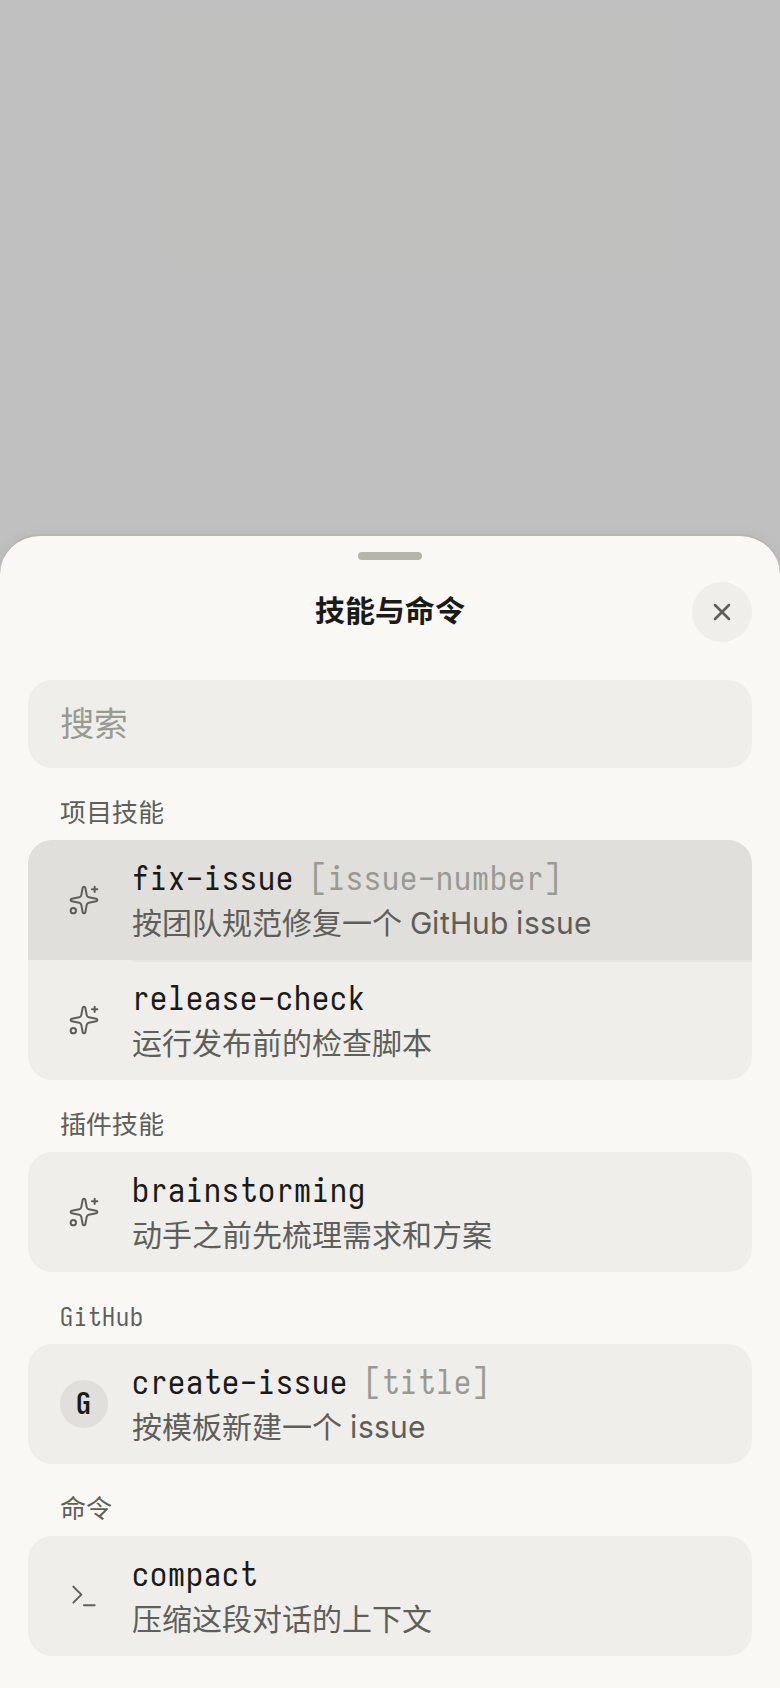 技能与命令
搜索
项目技能
fix-issue [issue-number]
按团队规范修复一个 GitHub issue
release-check
运行发布前的检查脚本
插件技能
brainstorming
动手之前先梳理需求和方案
GitHub
G
create-issue [title]
按模板新建一个 issue
命令
compact
压缩这段对话的上下文